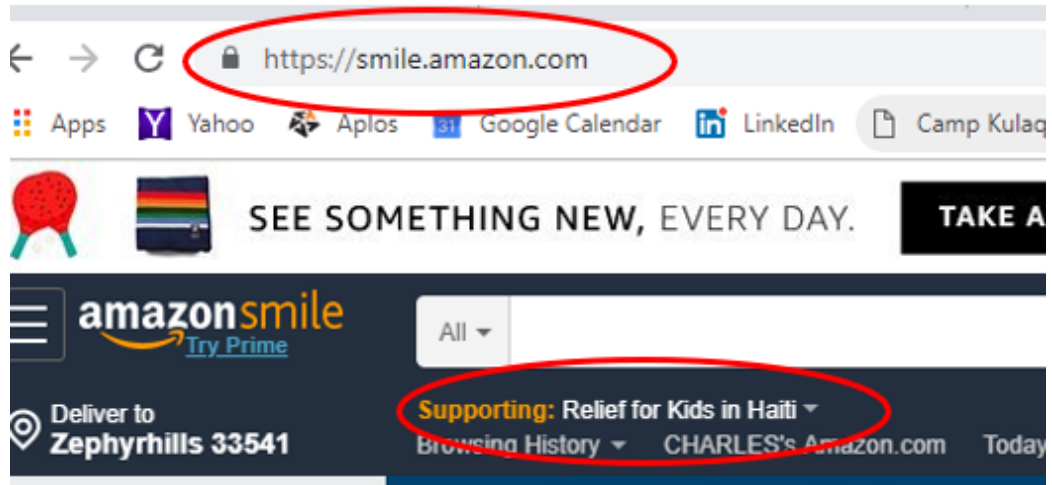 https://smile.amazon.com
Apps Yahoo Aplos 31 Google Calendar LinkedIn Camp Kulaq
SEE SOMETHING NEW, EVERY DAY. TAKE A
amazonsmile
Try Prime
All
Deliver to
Zephyrhills 33541
Supporting: Relief for Kids in Haiti
Browsing History CHARLES's Amazon.com Today